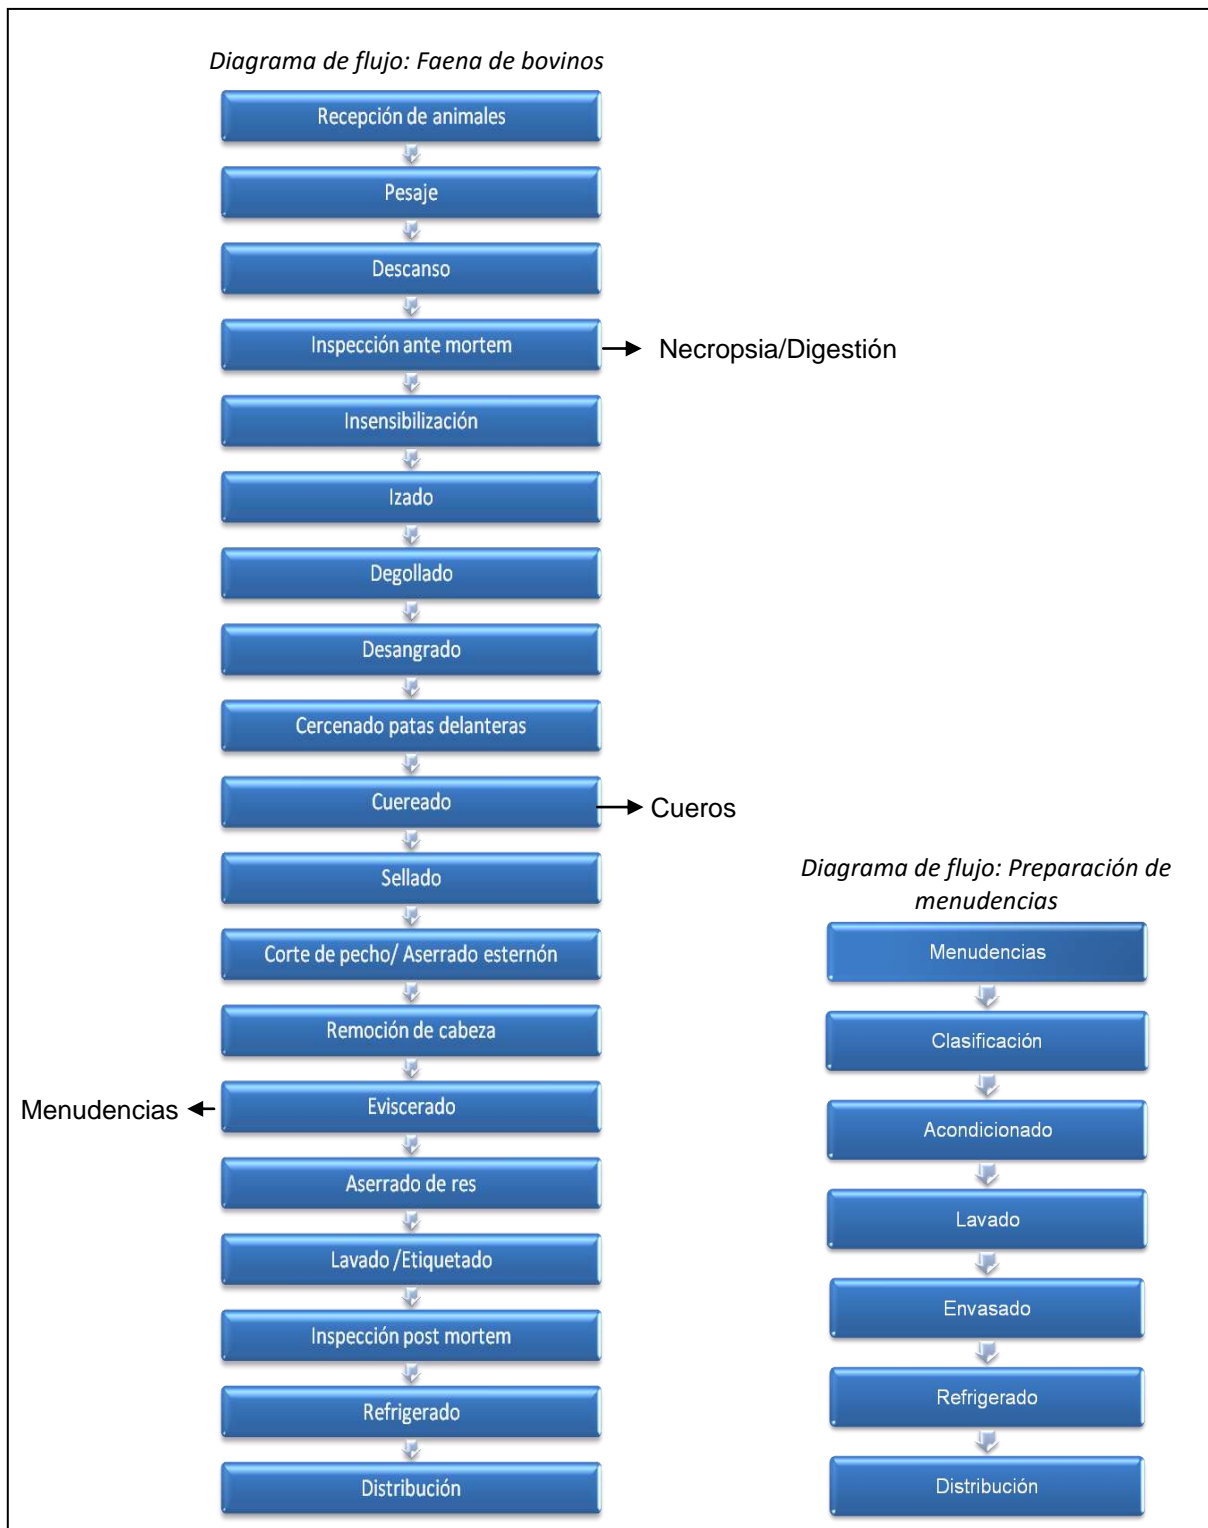 Diagrama de flujo: Faena de bovinos
Recepción de animales
Pesaje
Descanso
Inspección ante mortem
Necropsia/Digestión
Insensibilización
Izado
Degollado
Desangrado
Cercenado patas delanteras
Cuereado
Cueros
Sellado
Corte de pecho/ Aserrado esternón
Remoción de cabeza
Eviscerado
Menudencias
Aserrado de res
Lavado /Etiquetado
Inspección post mortem
Refrigerado
Distribución
Diagrama de flujo: Preparación de
menudencias
Menudencias
Clasificación
Acondicionado
Lavado
Envasado
Refrigerado
Distribución